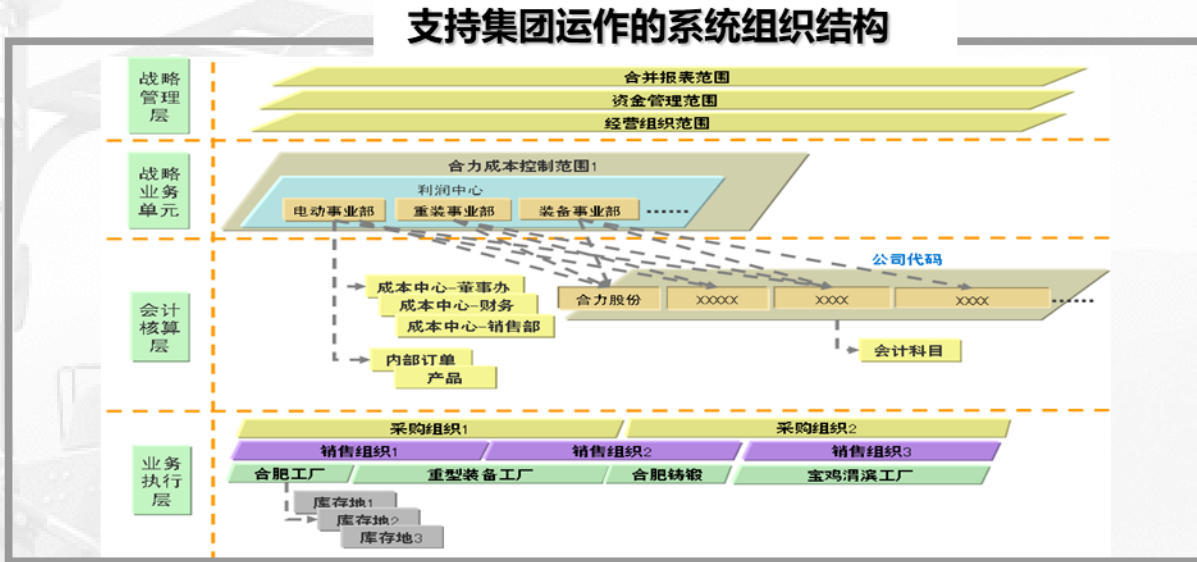 支持集团运作的系统组织结构
战略
管理
层
合并报表范围
资金管理范围
经营组织范围
战略
业务
单元
合力成本控制范围1
利润中心
电动事业部
重装事业部
装备事业部
……
会计
核算
层
公司代码
成本中心-董事办
成本中心-财务
成本中心-销售部
合力股份
XXXXX
XXXX
XXXX
……
内部订单
产品
会计科目
业务
执行
层
采购组织1
采购组织2
销售组织1
销售组织2
销售组织3
合肥工厂
重型装备工厂
合肥铸锻
宝鸡渭滨工厂
库存地1
库存地2
库存地3